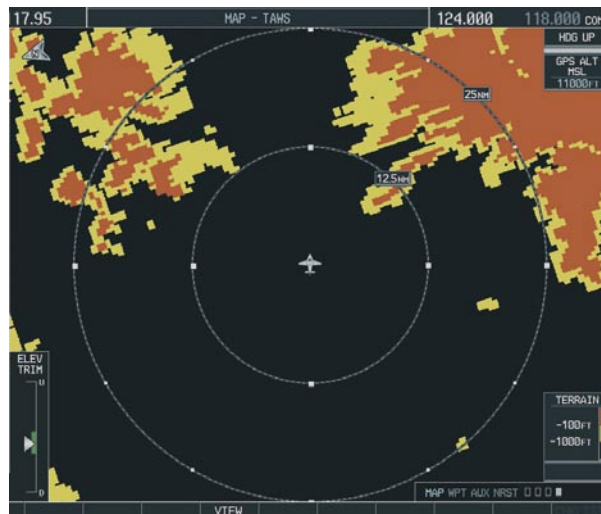 17.95 MAP - TAWS 124.000 118.000 COM
HDG UP
GPS ALT
MSL
11000FT
25NM
12.5NM
ELEV
TRIM
U
D
TERRAIN
-100FT
-1000FT
MAP WPT AUX NRST
VIEW